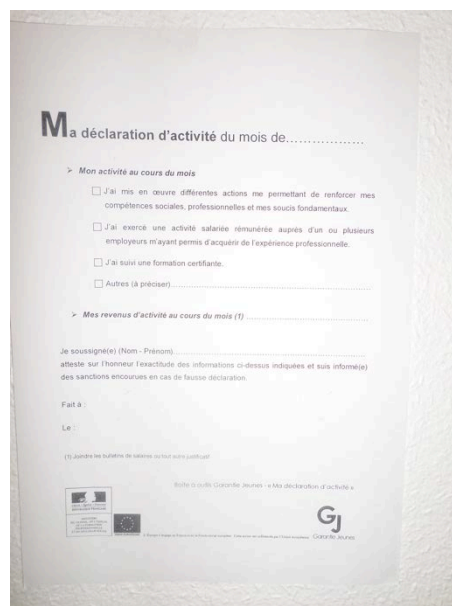 Ma déclaration d'activité du mois de..................
➢ Mon activité au cours du mois
☐ J'ai mis en œuvre différentes actions me permettant de renforcer mes
compétences sociales, professionnelles et mes soucis fondamentaux.
☐ J'ai exercé une activité salariée rémunérée auprès d'un ou plusieurs
employeurs m'ayant permis d'acquérir de l'expérience professionnelle.
☐ J'ai suivi une formation certifiante.
☐ Autres (à préciser)..................................................
➢ Mes revenus d'activité au cours du mois (1) ..............................
Je soussigné(e) (Nom - Prénom)..................................................
atteste sur l'honneur l'exactitude des informations ci-dessus indiquées et suis informé(e)
des sanctions encourues en cas de fausse déclaration.
Fait à :
Le :
(1) Joindre les bulletins de salaires ou tout autre justificatif
Boîte à outils Garantie Jeunes - « Ma déclaration d'activité »
GJ
Garantie Jeunes